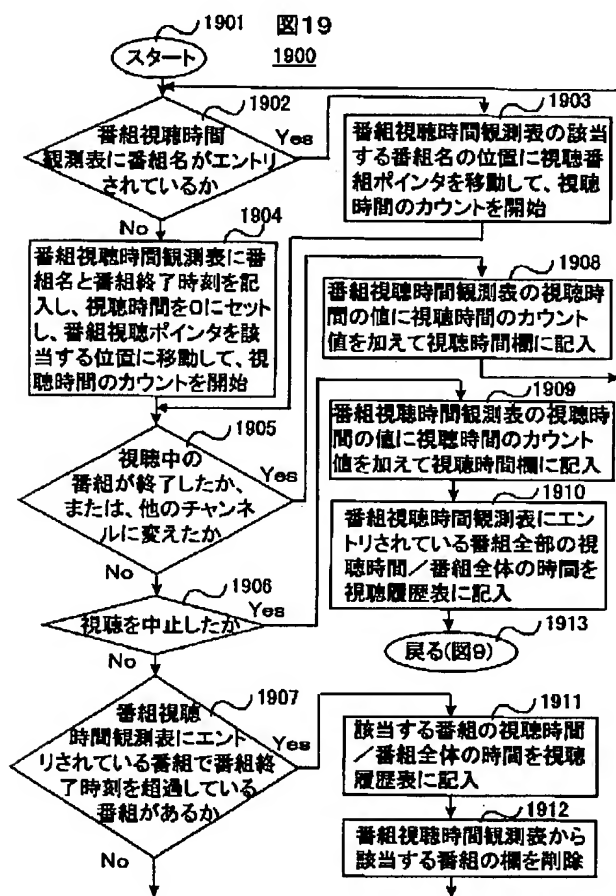 1901
図19
スタート
1900
1902
番組視聴時間
観測表に番組名がエントリ
されているか
Yes
No
1903
番組視聴時間観測表の該当
する番組名の位置に視聴番
組ポインタを移動して、視聴
時間のカウントを開始
1904
番組視聴時間観測表に番
組名と番組終了時刻を記
入し、視聴時間を0にセット
し、番組視聴ポインタを該
当する位置に移動して、視
聴時間のカウントを開始
1908
番組視聴時間観測表の視聴時
間の値に視聴時間のカウント
値を加えて視聴時間欄に記入
1905
視聴中の
番組が終了したか、
または、他のチャン
ネルに変えたか
Yes
No
1909
番組視聴時間観測表の視聴時
間の値に視聴時間のカウント
値を加えて視聴時間欄に記入
1910
番組視聴時間観測表にエン
トリされている番組全部の視
聴時間／番組全体の時間を
視聴履歴表に記入
1906
視聴を中止したか
Yes
No
1913
戻る(図9)
1907
番組視聴
時間観測表にエント
リされている番組で番組終
了時刻を超過している
番組があるか
Yes
No
1911
該当する番組の視聴時間
／番組全体の時間を視聴
履歴表に記入
1912
番組視聴時間観測表から
該当する番組の欄を削除